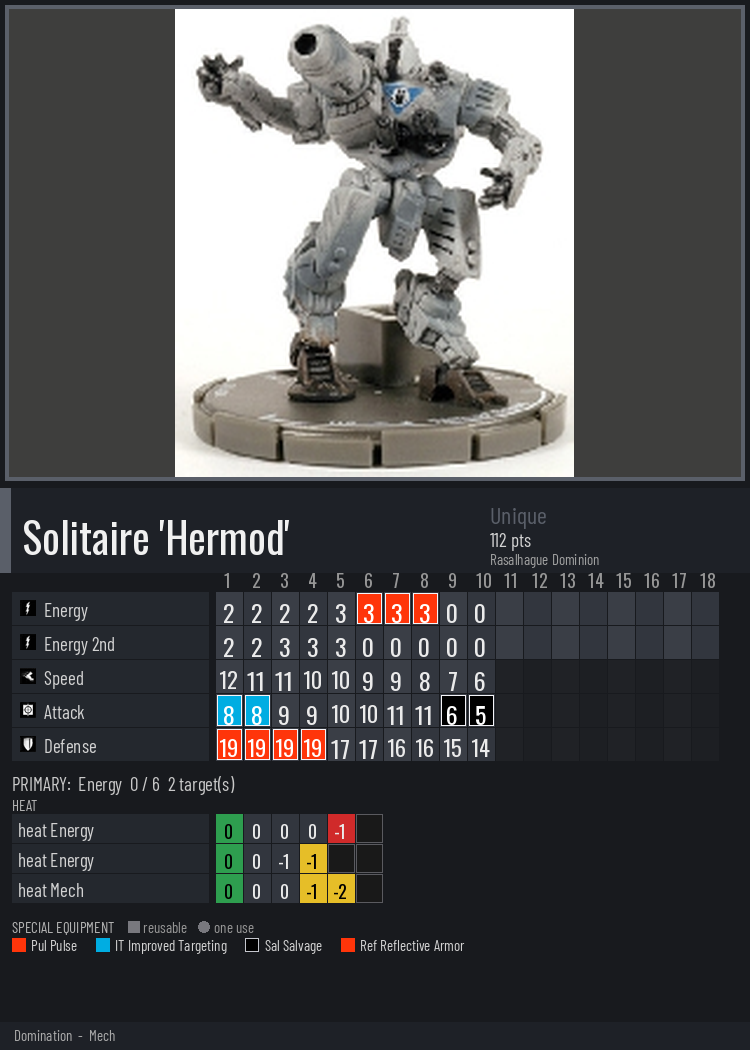 Solitaire 'Hermod'
Unique
112 pts
Rasalhague Dominion
1 2 3 4 5 6 7 8 9 10 11 12 13 14 15 16 17 18
Energy 2 2 2 2 3 3 3 3 0 0
Energy 2nd 2 2 3 3 3 0 0 0 0 0
Speed 12 11 11 10 10 9 9 8 7 6
Attack 8 8 9 9 10 10 11 11 6 5
Defense 19 19 19 19 17 17 16 16 15 14
PRIMARY: Energy 0 / 6 2 target(s)
HEAT
heat Energy 0 0 0 0 -1
heat Energy 0 0 -1 -1
heat Mech 0 0 0 -1 -2
SPECIAL EQUIPMENT reusable one use
Pul Pulse IT Improved Targeting Sal Salvage Ref Reflective Armor
Domination - Mech